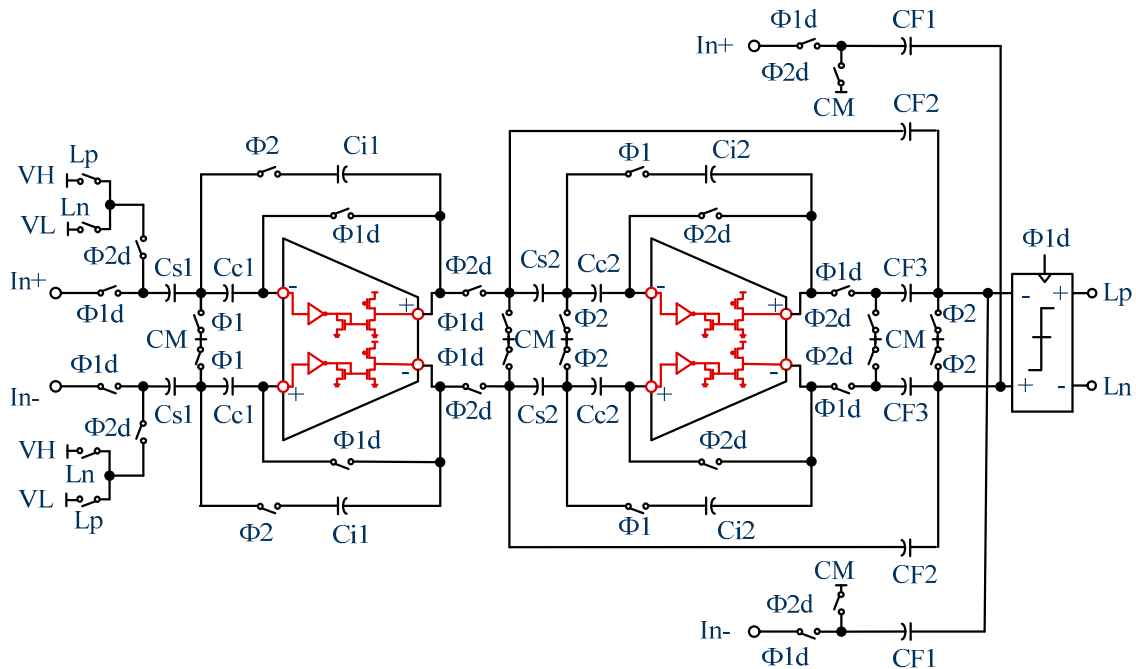 Φ1d
CF1
In+
Φ2d
CM
CF2
Φ2
Ci1
Φ1
Ci2
Lp
VH
Ln
VL
Φ1d
Φ2d
Φ2d
Cs1
Cc1
Φ2d
Cs2
Cc2
Φ1d
CF3
Φ1d
In+
Φ1d
Φ1
Φ1d
Φ2
Φ2d
Φ2
- + - + - + Lp
CM
CM
CM
CM
Φ1d
Φ1
Φ1d
Φ2
Φ2d
Φ2
+ - + - + - Ln
In-
Φ2d
Cs1
Cc1
Φ2d
Cs2
Cc2
Φ1d
CF3
VH
Ln
VL
Lp
Φ1d
Φ2d
Φ2
Ci1
Φ1
Ci2
CM
CF2
Φ2d
In-
Φ1d
CF1